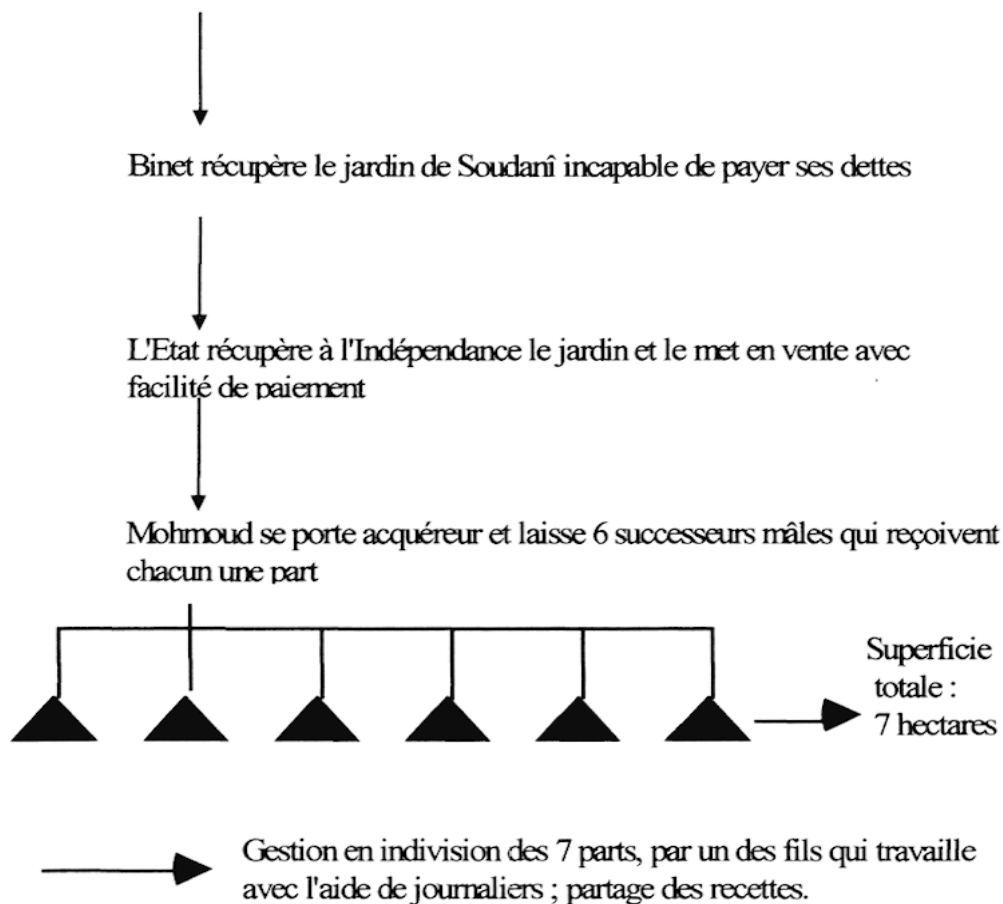 Binet récupère le jardin de Soudanî incapable de payer ses dettes
L'Etat récupère à l'Indépendance le jardin et le met en vente avec
facilité de paiement
Mohmoud se porte acquéreur et laisse 6 successeurs mâles qui reçoivent
chacun une part
Superficie
totale :
7 hectares
Gestion en indivision des 7 parts, par un des fils qui travaille
avec l'aide de journaliers ; partage des recettes.